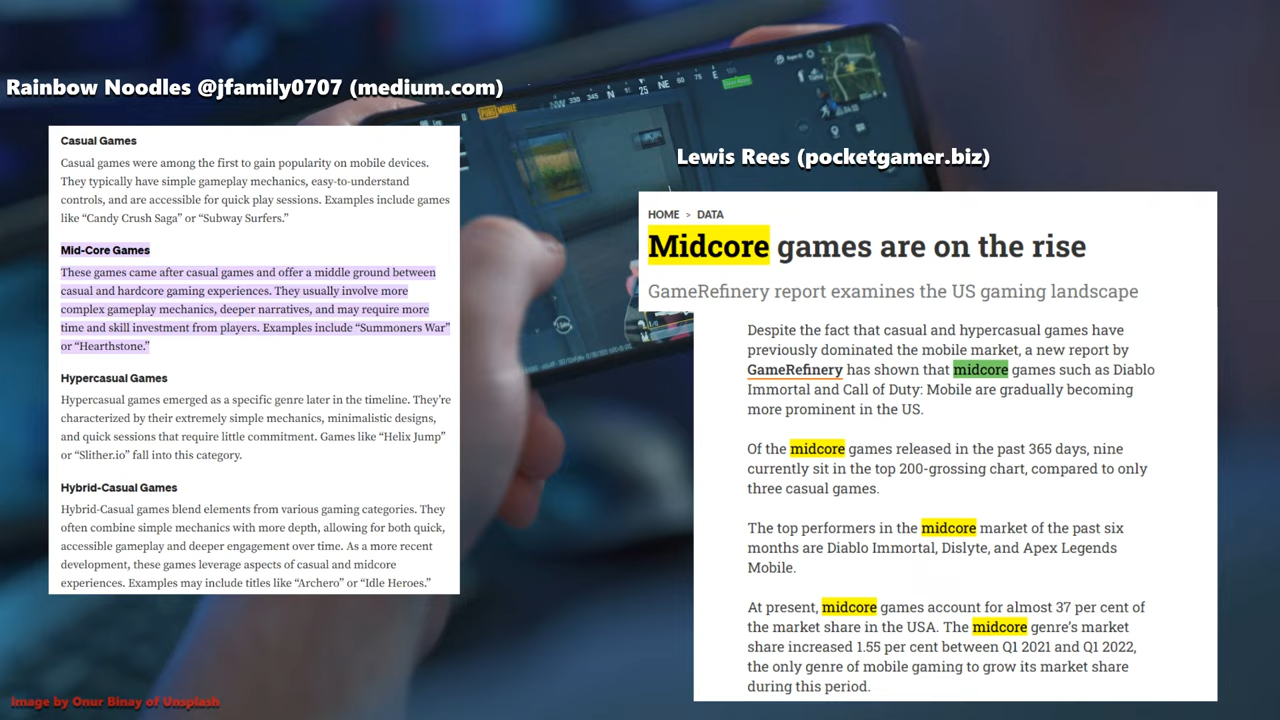 Rainbow Noodles @jfamily0707 (medium.com)
Casual Games
Casual games were among the first to gain popularity on mobile devices.
They typically have simple gameplay mechanics, easy-to-understand
controls, and are accessible for quick play sessions. Examples include games
like “Candy Crush Saga” or “Subway Surfers.”
Mid-Core Games
These games came after casual games and offer a middle ground between
casual and hardcore gaming experiences. They usually involve more
complex gameplay mechanics, deeper narratives, and may require more
time and skill investment from players. Examples include “Summoners War”
or “Hearthstone.”
Hypercasual Games
Hypercasual games emerged as a specific genre later in the timeline. They’re
characterized by their extremely simple mechanics, minimalistic designs,
and quick sessions that require little commitment. Games like “Helix Jump”
or “Slither.io” fall into this category.
Hybrid-Casual Games
Hybrid-Casual games blend elements from various gaming categories. They
often combine simple mechanics with more depth, allowing for both quick,
accessible gameplay and deeper engagement over time. As a more recent
development, these games leverage aspects of casual and midcore
experiences. Examples may include titles like “Archero” or “Idle Heroes.”
PUBG MOBILE
NW 330 345 N 15 25 NE 50 75 E
Lewis Rees (pocketgamer.biz)
HOME > DATA
Midcore games are on the rise
GameRefinery report examines the US gaming landscape
Despite the fact that casual and hypercasual games have
previously dominated the mobile market, a new report by
GameRefinery has shown that midcore games such as Diablo
Immortal and Call of Duty: Mobile are gradually becoming
more prominent in the US.
Of the midcore games released in the past 365 days, nine
currently sit in the top 200-grossing chart, compared to only
three casual games.
The top performers in the midcore market of the past six
months are Diablo Immortal, Dislyte, and Apex Legends
Mobile.
At present, midcore games account for almost 37 per cent of
the market share in the USA. The midcore genre’s market
share increased 1.55 per cent between Q1 2021 and Q1 2022,
the only genre of mobile gaming to grow its market share
during this period.
Image by Onur Binay of Unsplash